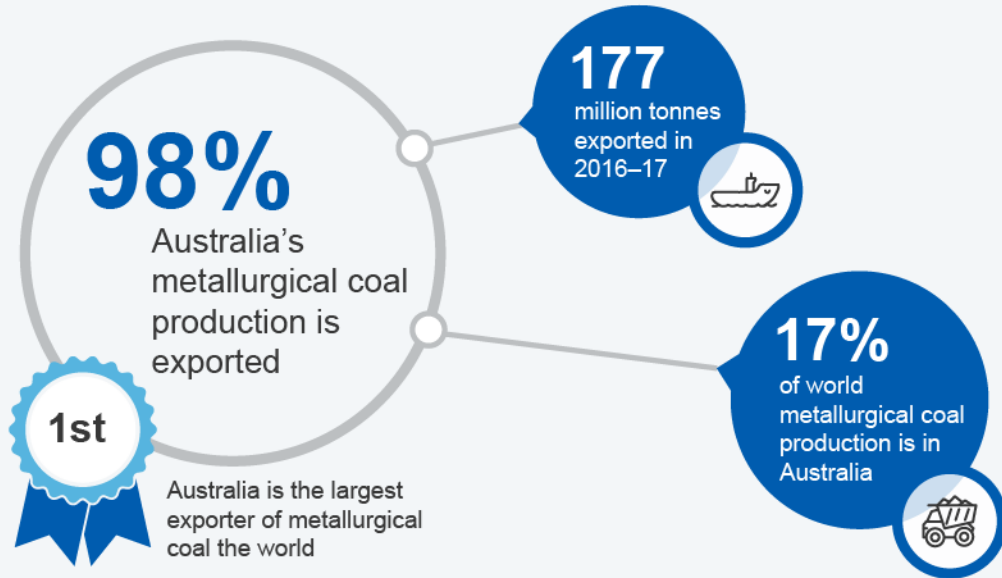 98%
Australia's
metallurgical coal
production is
exported
1st
Australia is the largest
exporter of metallurgical
coal the world
177
million tonnes
exported in
2016–17
17%
of world
metallurgical coal
production is in
Australia